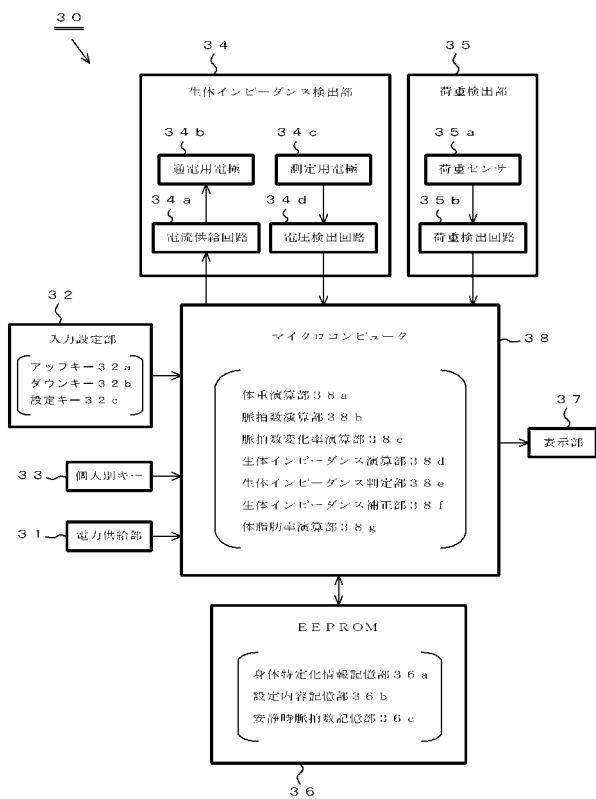 ３０
３４
３５
生体インピーダンス検出部
荷重検出部
３４ｂ
３４ｃ
３５ａ
通電用電極
測定用電極
荷重センサ
３４ａ
３４ｄ
３５ｂ
電流供給回路
電圧検出回路
荷重検出回路
３２
入力設定部
アップキー３２ａ
ダウンキー３２ｂ
設定キー３２ｃ
マイクロコンピュータ
３８
体重演算部３８ａ
脈拍数演算部３８ｂ
脈拍数変化率演算部３８ｃ
生体インピーダンス演算部３８ｄ
生体インピーダンス判定部３８ｅ
生体インピーダンス補正部３８ｆ
体脂肪率演算部３８ｇ
３７
表示部
３３
個人別キー
３１
電力供給部
ＥＥＰＲＯＭ
身体特定化情報記憶部３６ａ
設定内容記憶部３６ｂ
安静時脈拍数記憶部３６ｃ
３６